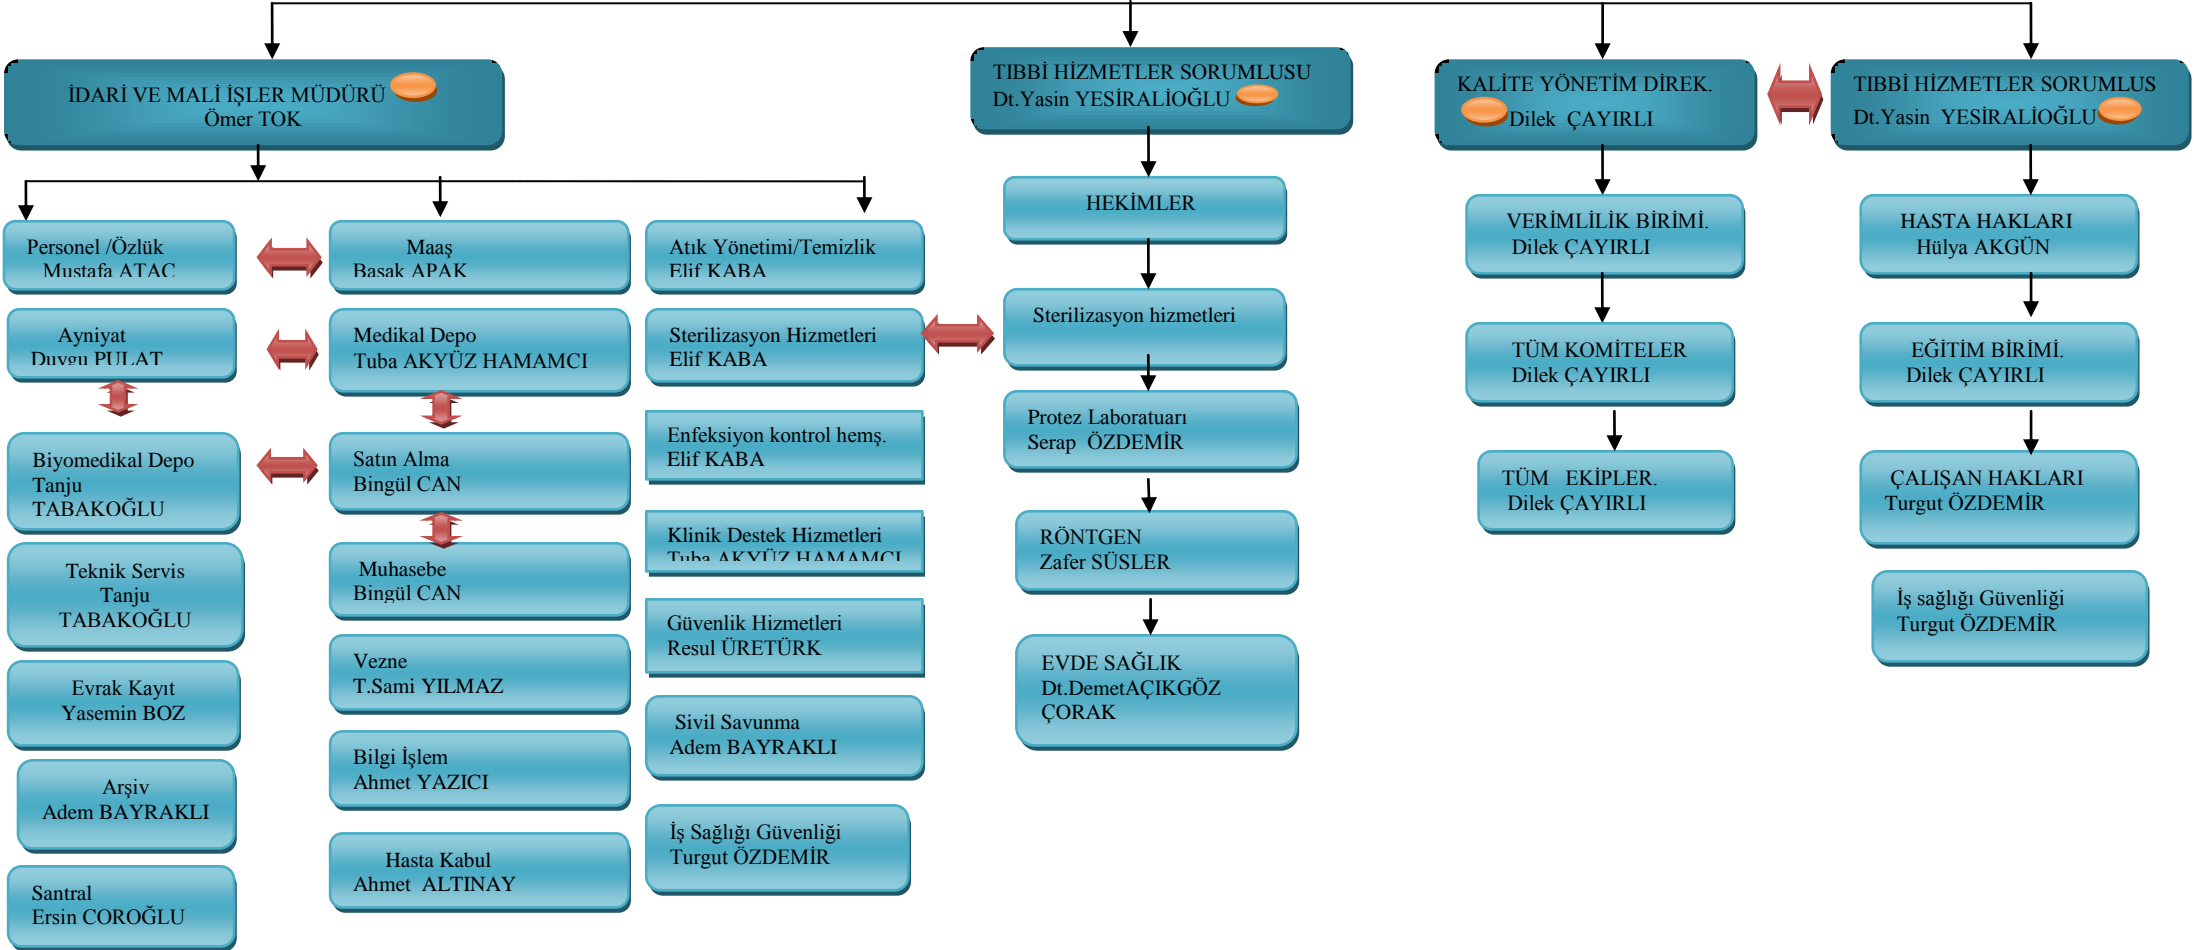 İDARİ VE MALİ İŞLER MÜDÜRÜ
Ömer TOK
TIBBİ HİZMETLER SORUMLUSU
Dt.Yasin YESİRALİOĞLU
KALİTE YÖNETİM DİREK.
Dilek ÇAYIRLI
TIBBİ HİZMETLER SORUMLUS
Dt.Yasin YESİRALİOĞLU
Personel /Özlük
Mustafa ATAÇ
Ayniyat
Duygu PULAT
Biyomedikal Depo
Tanju
TABAKOĞLU
Teknik Servis
Tanju
TABAKOĞLU
Evrak Kayıt
Yasemin BOZ
Arşiv
Adem BAYRAKLI
Santral
Ersin COROĞLU
Maaş
Başak APAK
Medikal Depo
Tuba AKYÜZ HAMAMCI
Satın Alma
Bingül CAN
Muhasebe
Bingül CAN
Vezne
T.Sami YILMAZ
Bilgi İşlem
Ahmet YAZICI
Hasta Kabul
Ahmet ALTINAY
Atık Yönetimi/Temizlik
Elif KABA
Sterilizasyon Hizmetleri
Elif KABA
Enfeksiyon kontrol hemş.
Elif KABA
Klinik Destek Hizmetleri
Tuba AKYÜZ HAMAMCI
Güvenlik Hizmetleri
Resul ÜRETÜRK
Sivil Savunma
Adem BAYRAKLI
İş Sağlığı Güvenliği
Turgut ÖZDEMİR
HEKİMLER
Sterilizasyon hizmetleri
Protez Laboratuarı
Serap ÖZDEMİR
RÖNTGEN
Zafer SÜSLER
EVDE SAĞLIK
Dt.DemetAÇIKGÖZ
ÇORAK
VERİMLİLİK BİRİMİ.
Dilek ÇAYIRLI
TÜM KOMİTELER
Dilek ÇAYIRLI
TÜM EKİPLER.
Dilek ÇAYIRLI
HASTA HAKLARI
Hülya AKGÜN
EĞİTİM BİRİMİ.
Dilek ÇAYIRLI
ÇALIŞAN HAKLARI
Turgut ÖZDEMİR
İş sağlığı Güvenliği
Turgut ÖZDEMİR